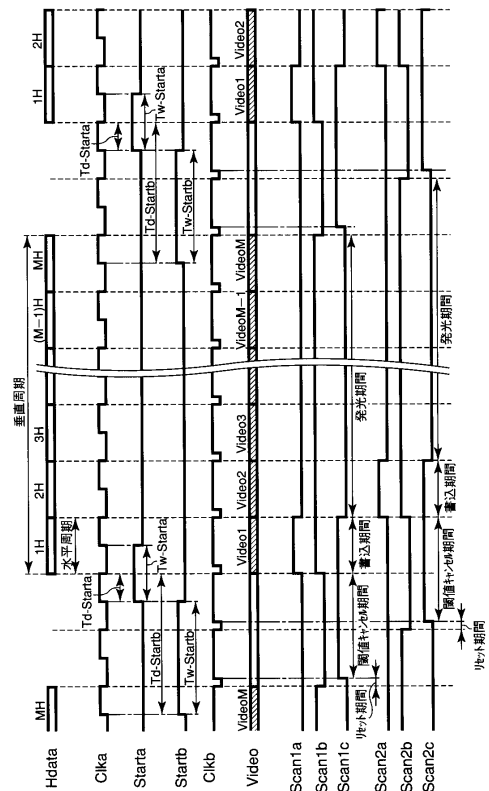 垂直周期
Hdata
MH
1H
2H
3H
(M−1)H
MH
1H
2H
水平周期
Clka
Td-Starta
Td-Starta
Starta
Tw-Starta
Tw-Starta
Td-Startb
Td-Startb
Startb
Tw-Startb
Tw-Startb
Clkb
Video
VideoM
Video1
Video2
Video3
VideoM−1
VideoM
Video1
Video2
Scan1a
Scan1b
Scan1c
リセット期間
閾値キャンセル期間
書込期間
発光期間
Scan2a
Scan2b
Scan2c
リセット期間
閾値キャンセル期間
書込期間
発光期間